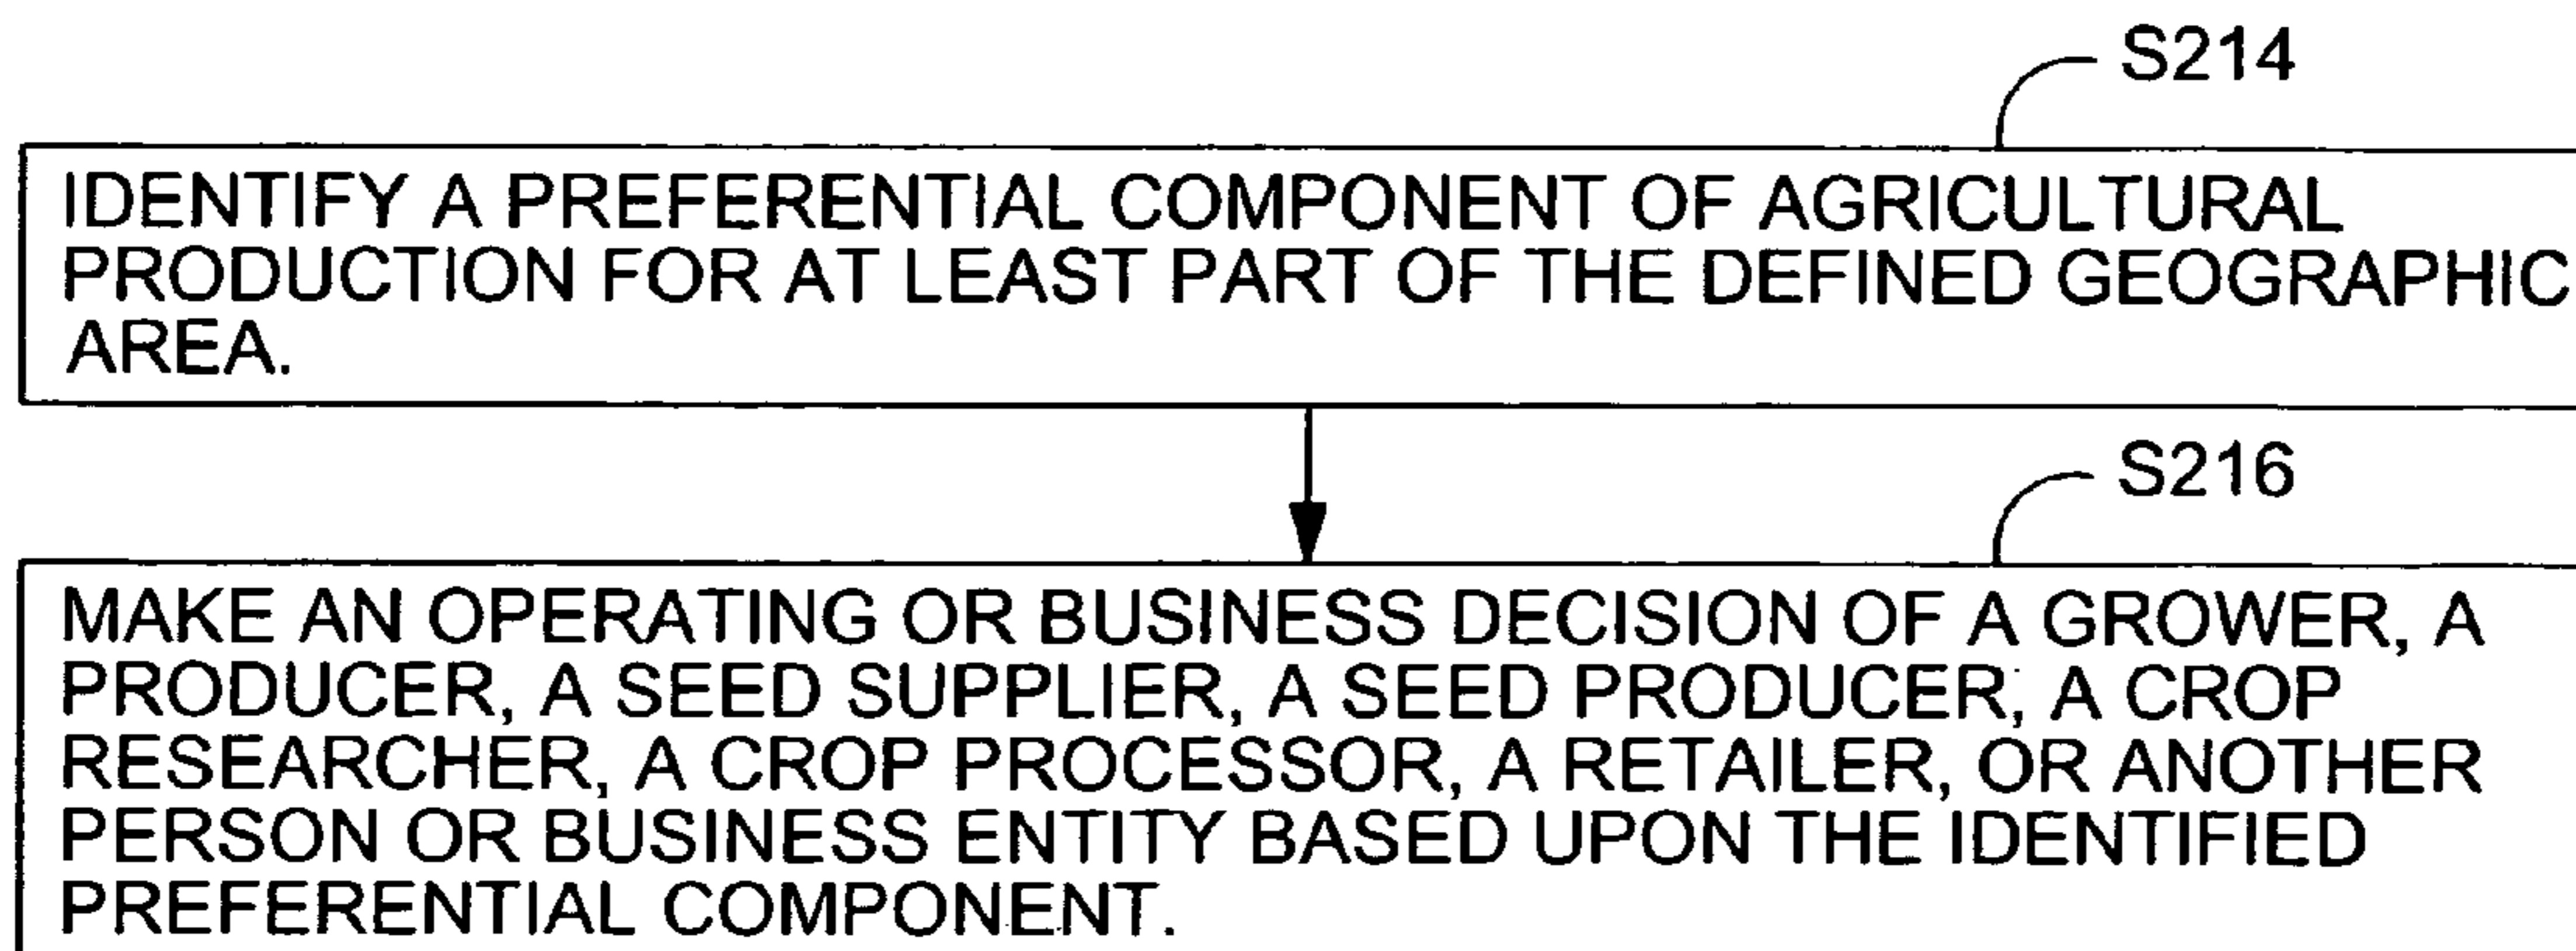 S214
IDENTIFY A PREFERENTIAL COMPONENT OF AGRICULTURAL
PRODUCTION FOR AT LEAST PART OF THE DEFINED GEOGRAPHIC
AREA.
S216
MAKE AN OPERATING OR BUSINESS DECISION OF A GROWER, A
PRODUCER, A SEED SUPPLIER, A SEED PRODUCER, A CROP
RESEARCHER, A CROP PROCESSOR, A RETAILER, OR ANOTHER
PERSON OR BUSINESS ENTITY BASED UPON THE IDENTIFIED
PREFERENTIAL COMPONENT.